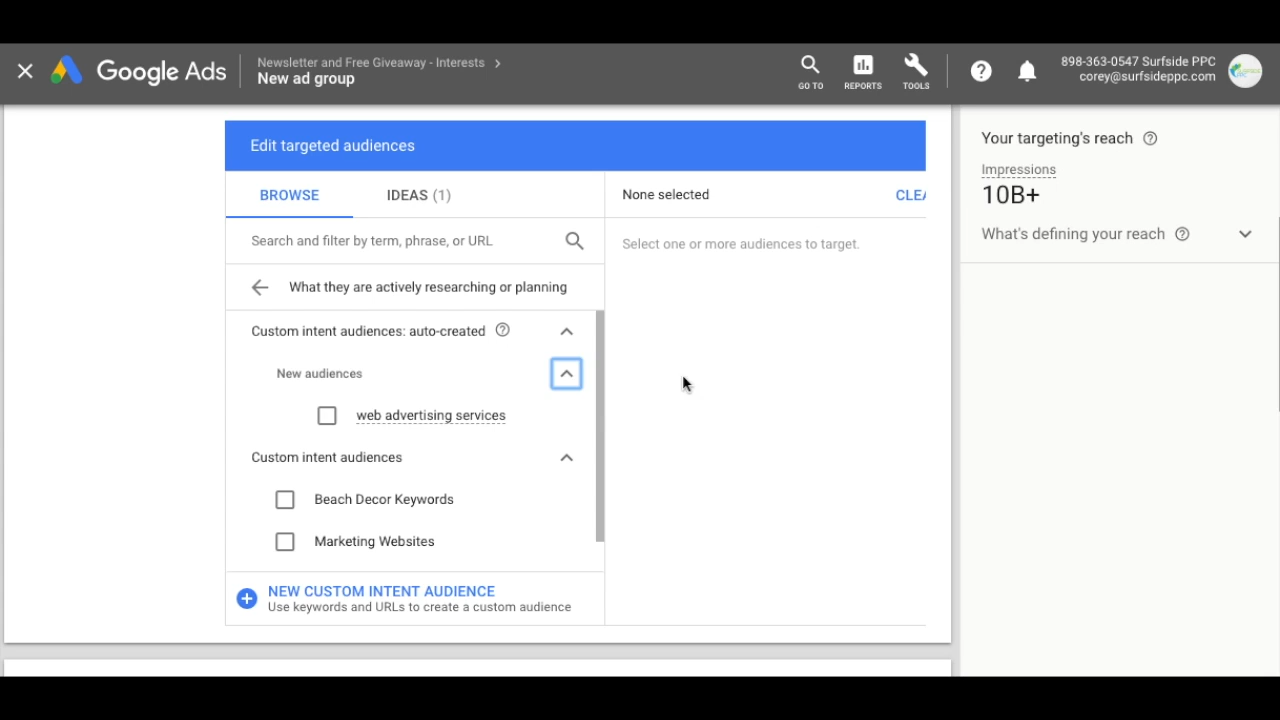 Google Ads
Newsletter and Free Giveaway - Interests >
New ad group
GO TO
REPORTS
TOOLS
898-363-0547 Surfside PPC
corey@surfsideppc.com
Edit targeted audiences
BROWSE
IDEAS (1)
None selected
CLEA
Search and filter by term, phrase, or URL
Select one or more audiences to target.
What they are actively researching or planning
Custom intent audiences: auto-created
New audiences
web advertising services
Custom intent audiences
Beach Decor Keywords
Marketing Websites
NEW CUSTOM INTENT AUDIENCE
Use keywords and URLs to create a custom audience
Your targeting's reach
Impressions
10B+
What's defining your reach